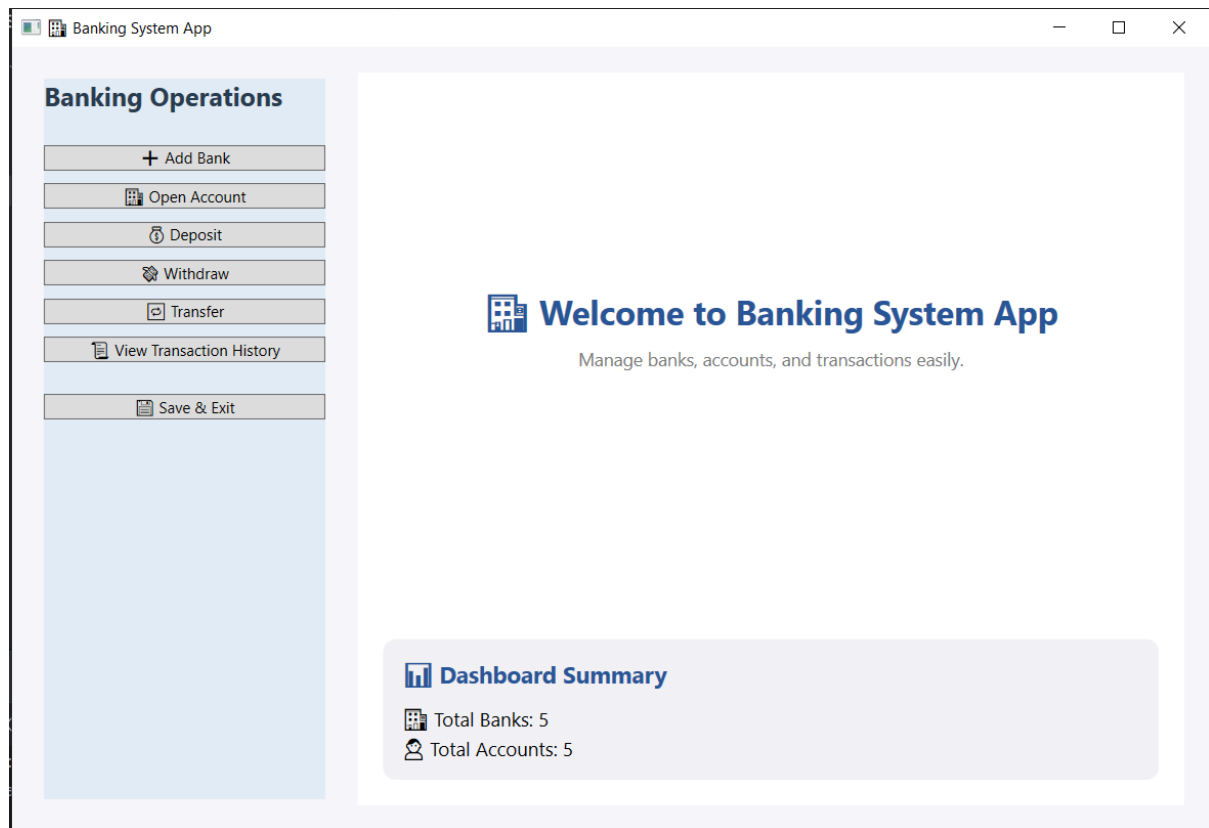 Banking System App
Banking Operations
Add Bank
Open Account
Deposit
Withdraw
Transfer
View Transaction History
Save & Exit
Welcome to Banking System App
Manage banks, accounts, and transactions easily.
Dashboard Summary
Total Banks: 5
Total Accounts: 5